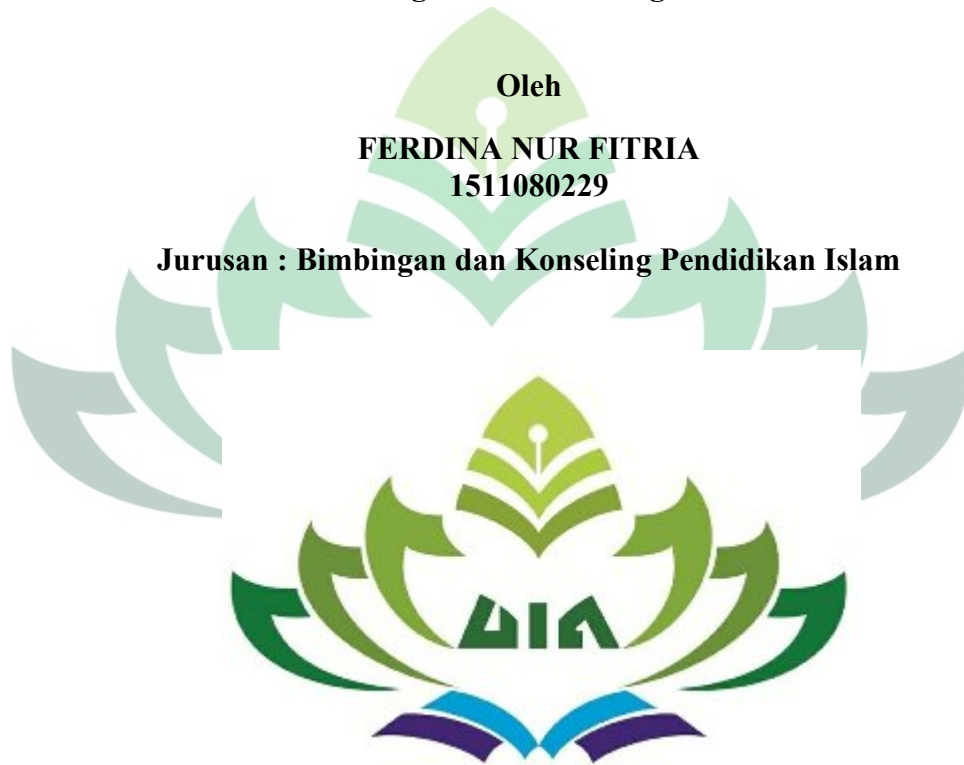 Oleh
FERDINA NUR FITRIA
1511080229
Jurusan : Bimbingan dan Konseling Pendidikan Islam
UIN